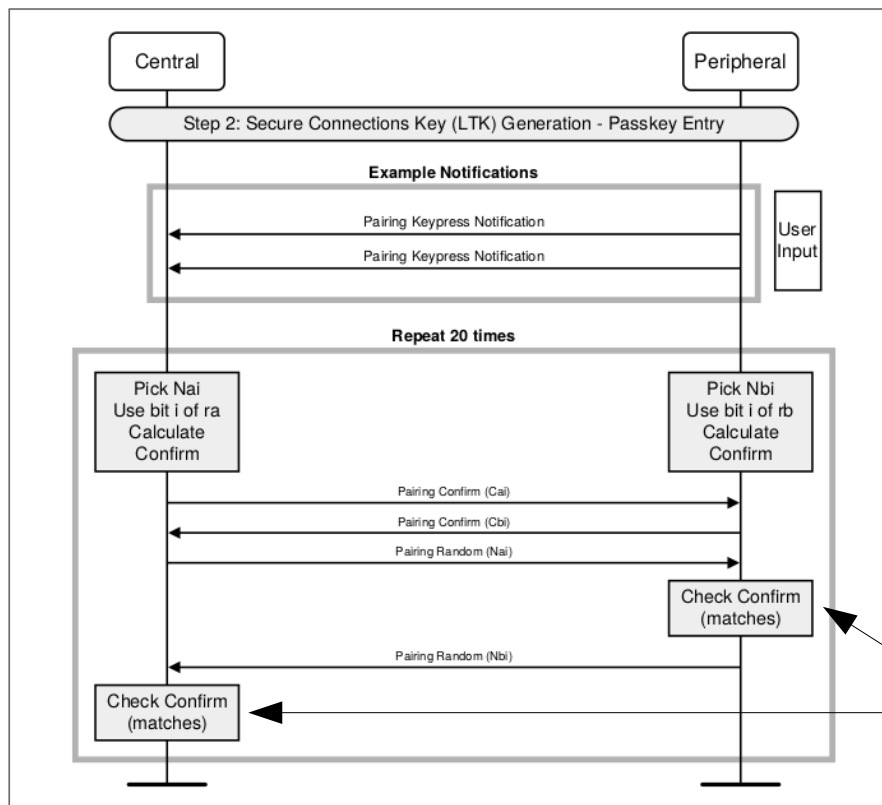 Central
Peripheral
Step 2: Secure Connections Key (LTK) Generation - Passkey Entry
Example Notifications
Pairing Keypress Notification
User
Input
Pairing Keypress Notification
Repeat 20 times
Pick Nai
Use bit i of ra
Calculate
Confirm
Pick Nbi
Use bit i of rb
Calculate
Confirm
Pairing Confirm (Cai)
Pairing Confirm (Cbi)
Pairing Random (Nai)
Check Confirm
(matches)
Pairing Random (Nbi)
Check Confirm
(matches)